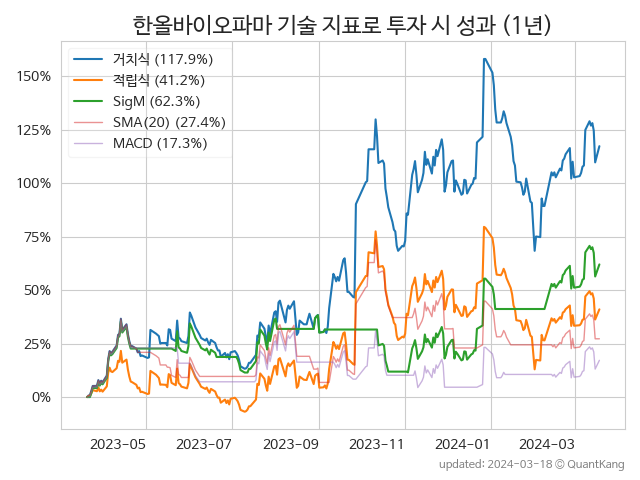 한올바이오파마 기술 지표로 투자 시 성과 (1년)
거치식 (117.9%)
적립식 (41.2%)
SigM (62.3%)
SMA(20) (27.4%)
MACD (17.3%)
150%
125%
100%
75%
50%
25%
0%
2023-05 2023-07 2023-09 2023-11 2024-01 2024-03
updated: 2024-03-18 © QuantKang